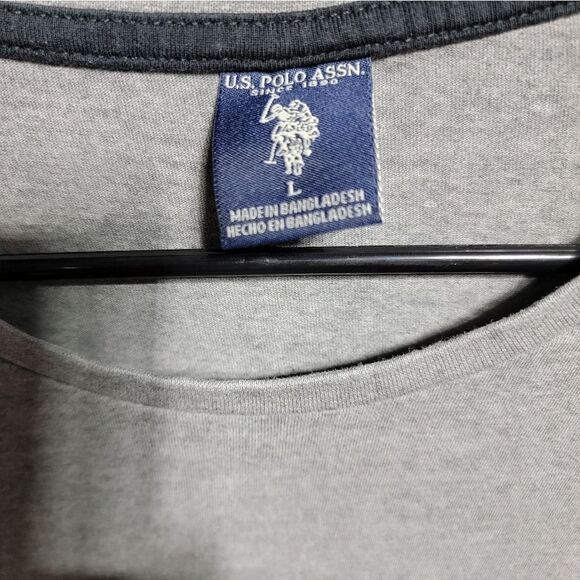 U.S. POLO ASSN.
SINCE 1890
L
MADE IN BANGLADESH
HECHO EN BANGLADESH